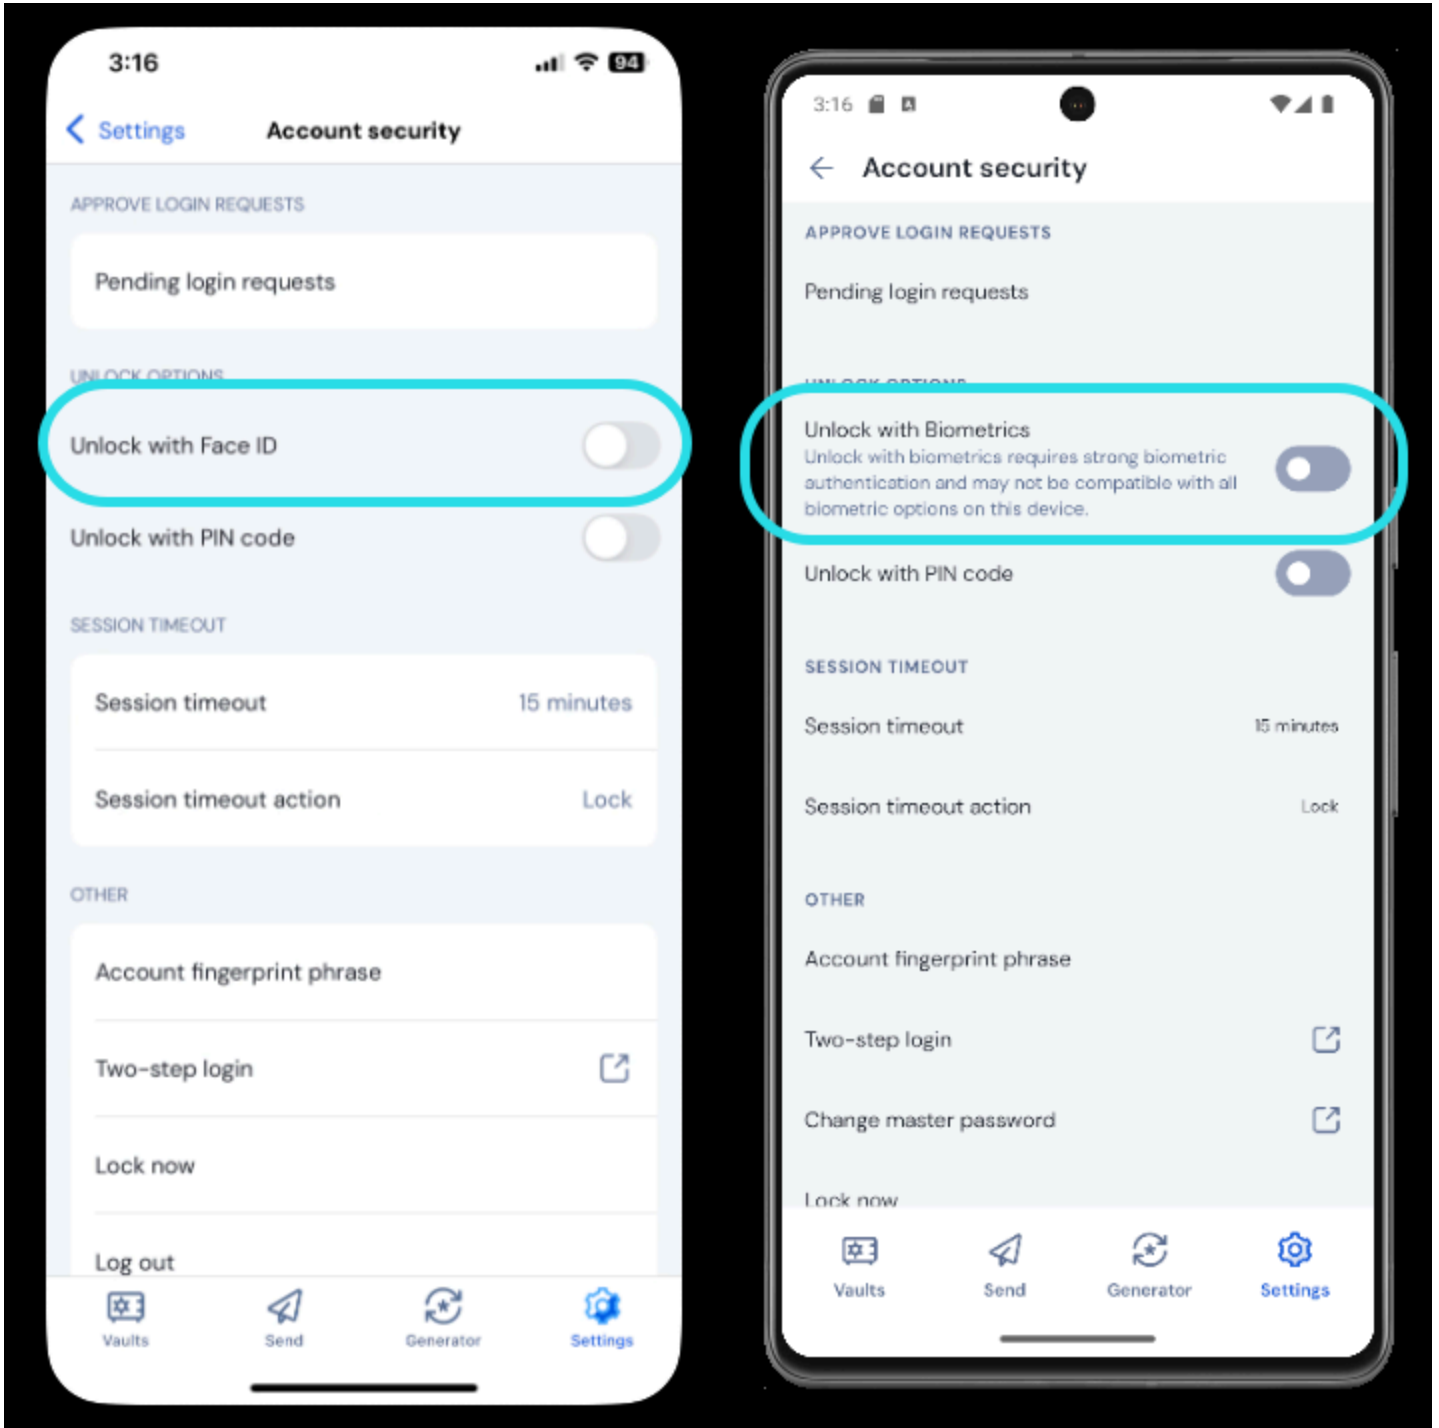 3:16
94
Settings
Account security
APPROVE LOGIN REQUESTS
Pending login requests
UNLOCK OPTIONS
Unlock with Face ID
Unlock with PIN code
SESSION TIMEOUT
Session timeout
15 minutes
Session timeout action
Lock
OTHER
Account fingerprint phrase
Two-step login
Lock now
Log out
Vaults
Send
Generator
Settings
3:16
Account security
APPROVE LOGIN REQUESTS
Pending login requests
UNLOCK OPTIONS
Unlock with Biometrics
Unlock with biometrics requires strong biometric
authentication and may not be compatible with all
biometric options on this device.
Unlock with PIN code
SESSION TIMEOUT
Session timeout
15 minutes
Session timeout action
Lock
OTHER
Account fingerprint phrase
Two-step login
Change master password
Lock now
Vaults
Send
Generator
Settings